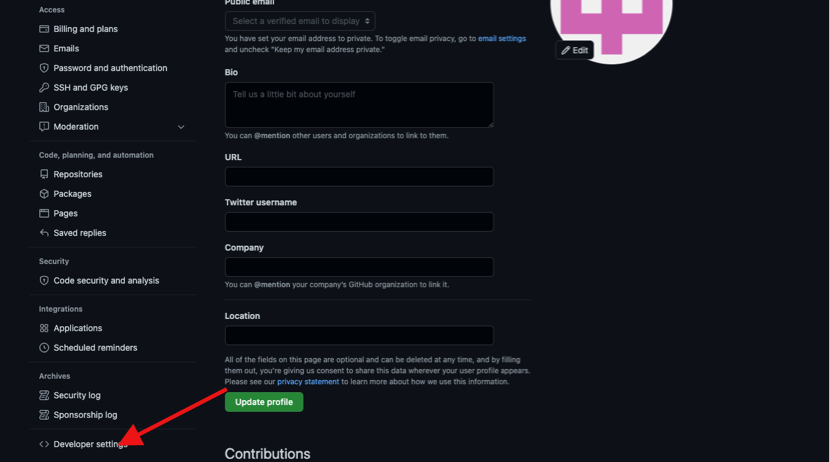 Access
Billing and plans
Emails
Password and authentication
SSH and GPG keys
Organizations
Moderation
Code, planning, and automation
Repositories
Packages
Pages
Saved replies
Security
Code security and analysis
Integrations
Applications
Scheduled reminders
Archives
Security log
Sponsorship log
Developer settings
Public email
Select a verified email to display
You have set your email address to private. To toggle email privacy, go to email settings
and uncheck "Keep my email address private."
Bio
Tell us a little bit about yourself
You can @mention other users and organizations to link to them.
URL
Twitter username
Company
You can @mention your company's GitHub organization to link it.
Location
All of the fields on this page are optional and can be deleted at any time, and by filling
them out, you're giving us consent to share this data wherever your user profile appears.
Please see our privacy statement to learn more about how we use this information.
Update profile
Contributions
Edit